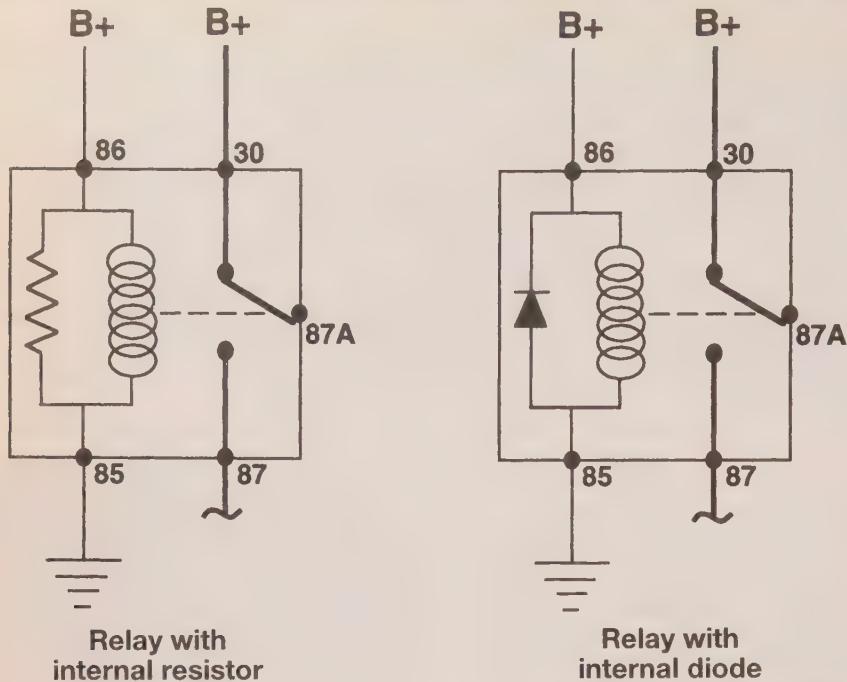 B+
B+
86
30
87A
85
87
Relay with
internal resistor
B+
B+
86
30
87A
85
87
Relay with
internal diode